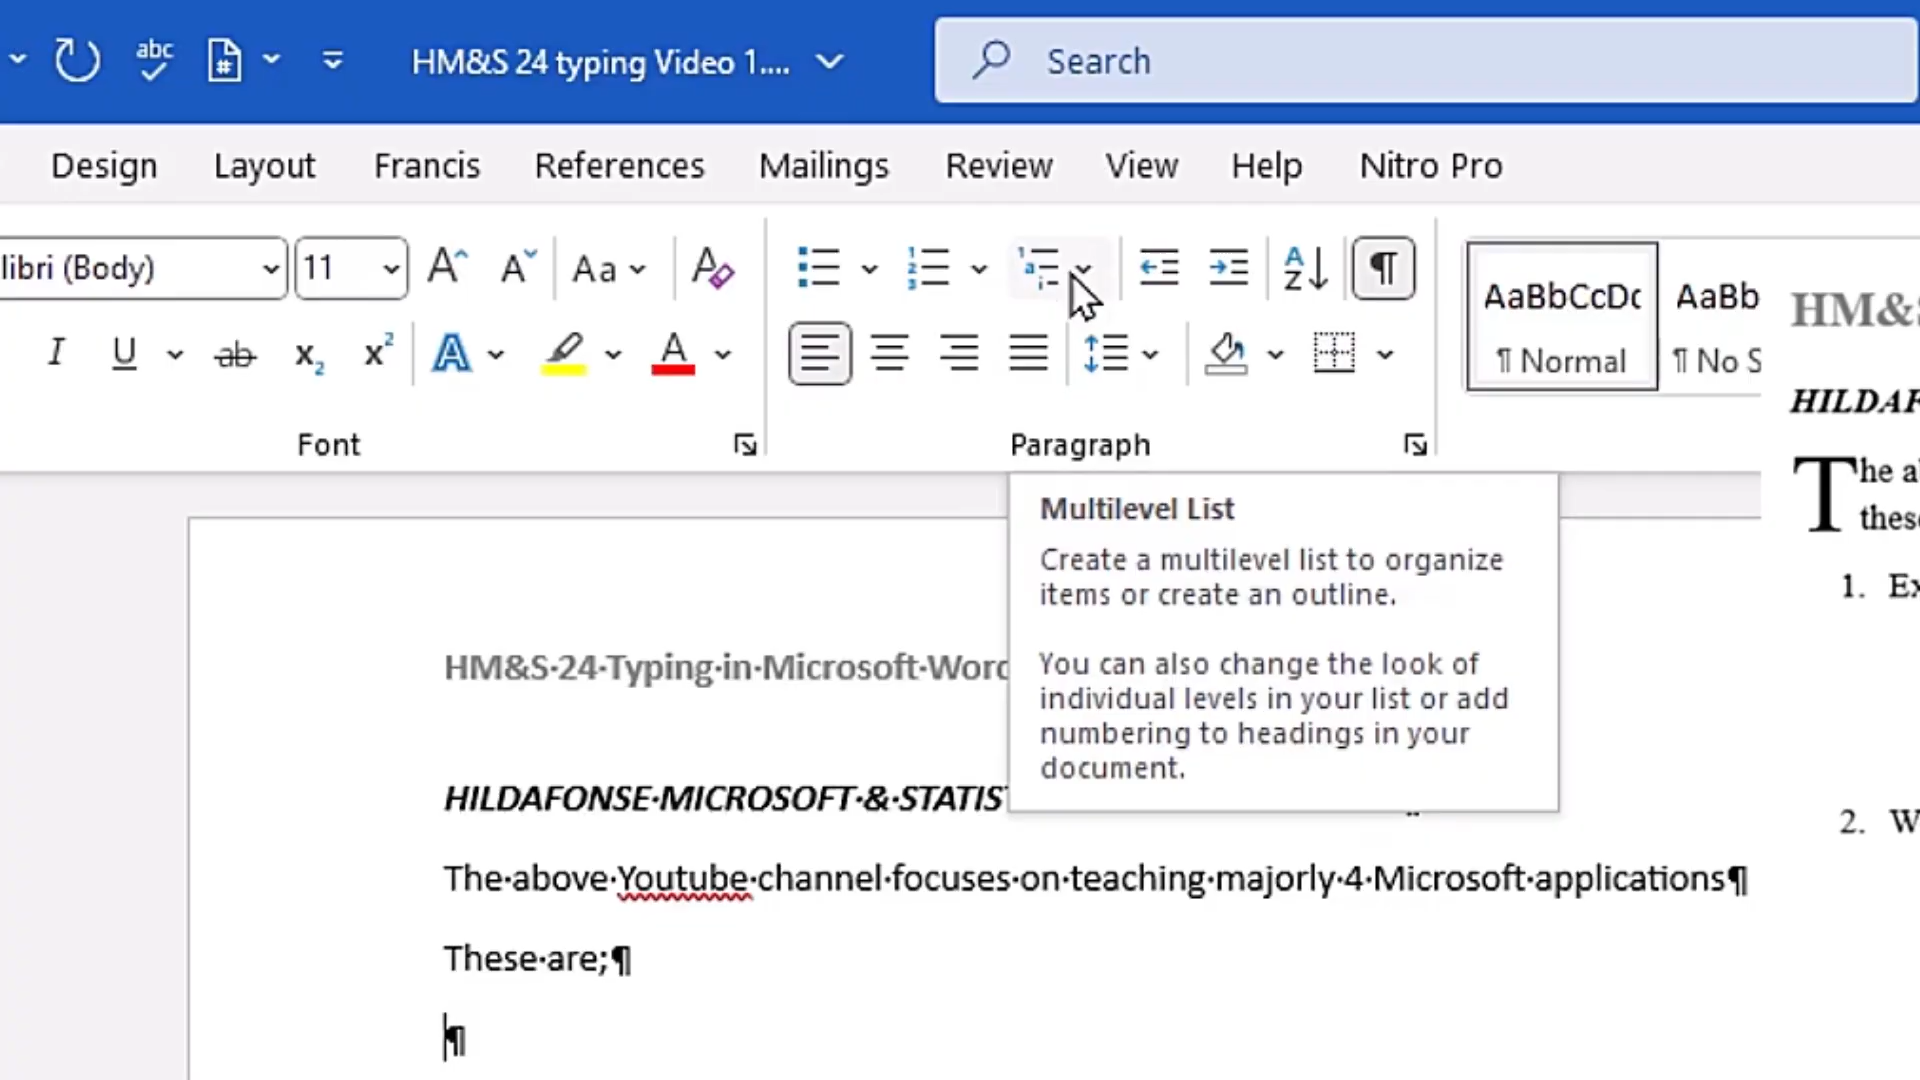 abc
HM&S 24 typing Video 1....
Search
Design Layout Francis References Mailings Review View Help Nitro Pro
libri (Body) 11 Aa
AaBbCcDc AaBb
¶ Normal ¶ No S
Font Paragraph
Multilevel List
Create a multilevel list to organize
items or create an outline.
You can also change the look of
individual levels in your list or add
numbering to headings in your
document.
HM&S·24·Typing·in·Microsoft·Word
HILDAFONSE·MICROSOFT·&·STATIST
The·above·Youtube·channel·focuses·on·teaching·majorly·4·Microsoft·applications¶
These·are;¶
¶
HM&S
HILDAF
The a
these
1. Ex
2. W